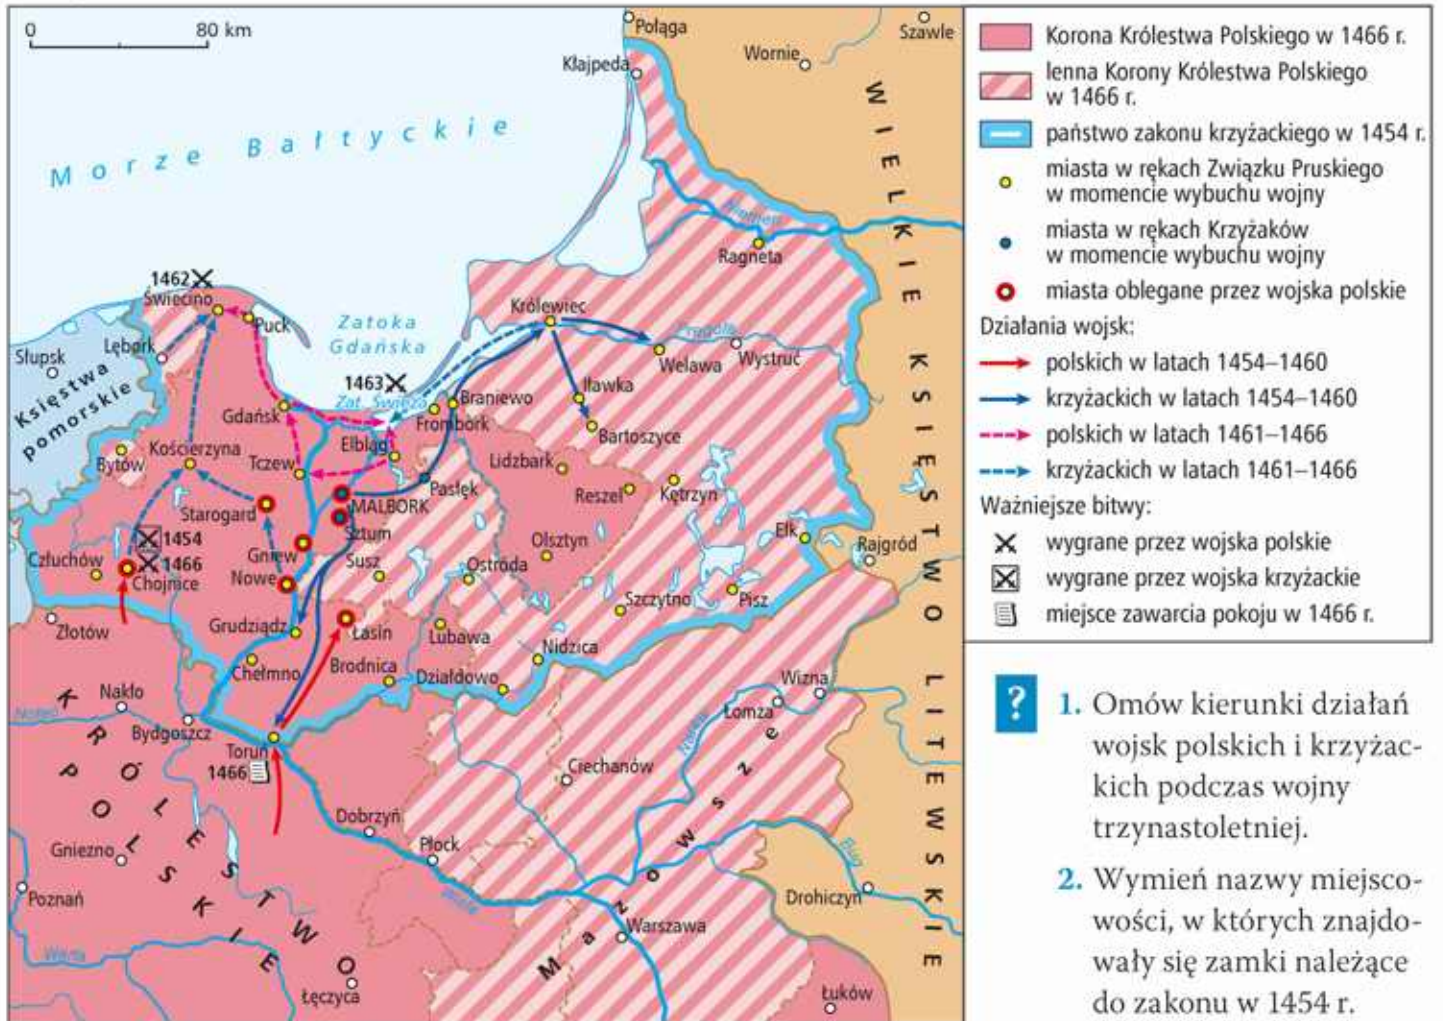 0 80 km
Połąga
Szawle
Wornie
Kłajpeda
Morze Bałtyckie
Niemen
Ragneta
1462
Święcino
Puck
Zatoka
Gdańska
Królewiec
Pregoła
Wystruć
Welawa
Słupsk
Lębork
Księstwa
pomorskie
1463
Zat. Świeża
Braniewo
Frombork
Iławka
Bartoszyce
Gdańsk
Elbląg
Bytów
Kościerzyna
Tczew
Lidzbark
Pasłęk
Reszel
Kętrzyn
Starogard
MALBORK
Sztum
1454
1466
Człuchów
Chojnice
Gniew
Nowe
Susz
Olsztyn
Ostróda
Ełk
Rajgród
Szczytno
Pisz
Złotów
Grudziądz
Łasin
Lubawa
Nidzica
Chełmno
Brodnica
Działdowo
Wizna
Nakło
Noteć
Łomża
Narew
Bydgoszcz
Toruń
1466
Ciechanów
Dobrzyń
Płock
Gniezno
Poznań
Wisła
Bug
Drohiczyn
Warszawa
Warta
Łęczyca
Łuków
KRÓLESTWO
POLSKIE
Mazowsze
WIELKIE KSIĘSTWO LITEWSKIE
Korona Królestwa Polskiego w 1466 r.
lenna Korony Królestwa Polskiego
w 1466 r.
państwo zakonu krzyżackiego w 1454 r.
miasta w rękach Związku Pruskiego
w momencie wybuchu wojny
miasta w rękach Krzyżaków
w momencie wybuchu wojny
miasta oblegane przez wojska polskie
Działania wojsk:
polskich w latach 1454–1460
krzyżackich w latach 1454–1460
polskich w latach 1461–1466
krzyżackich w latach 1461–1466
Ważniejsze bitwy:
wygrane przez wojska polskie
wygrane przez wojska krzyżackie
miejsce zawarcia pokoju w 1466 r.
?
1. Omów kierunki działań
wojsk polskich i krzyżac-
kich podczas wojny
trzynastoletniej.
2. Wymień nazwy miejsco-
wości, w których znajdo-
wały się zamki należące
do zakonu w 1454 r.